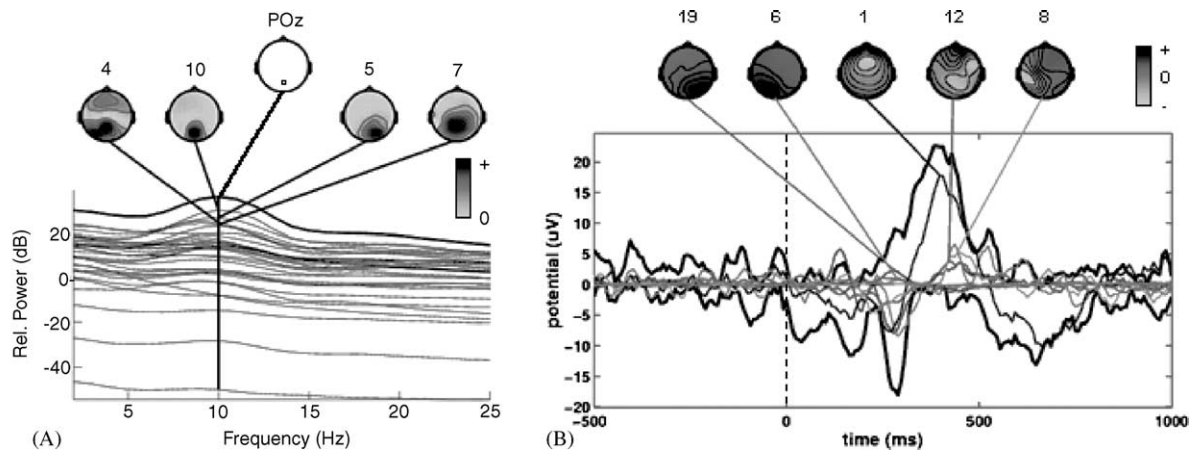 POz
4 10 5 7
+
0
Rel. Power (dB)
20
0
-20
-40
5 10 15 20 25
(A) Frequency (Hz)
19 6 1 12 8
+
0
-
potential (uV)
20
15
10
5
0
-5
-10
-15
-20
-500 0 500 1000
(B) time (ms)